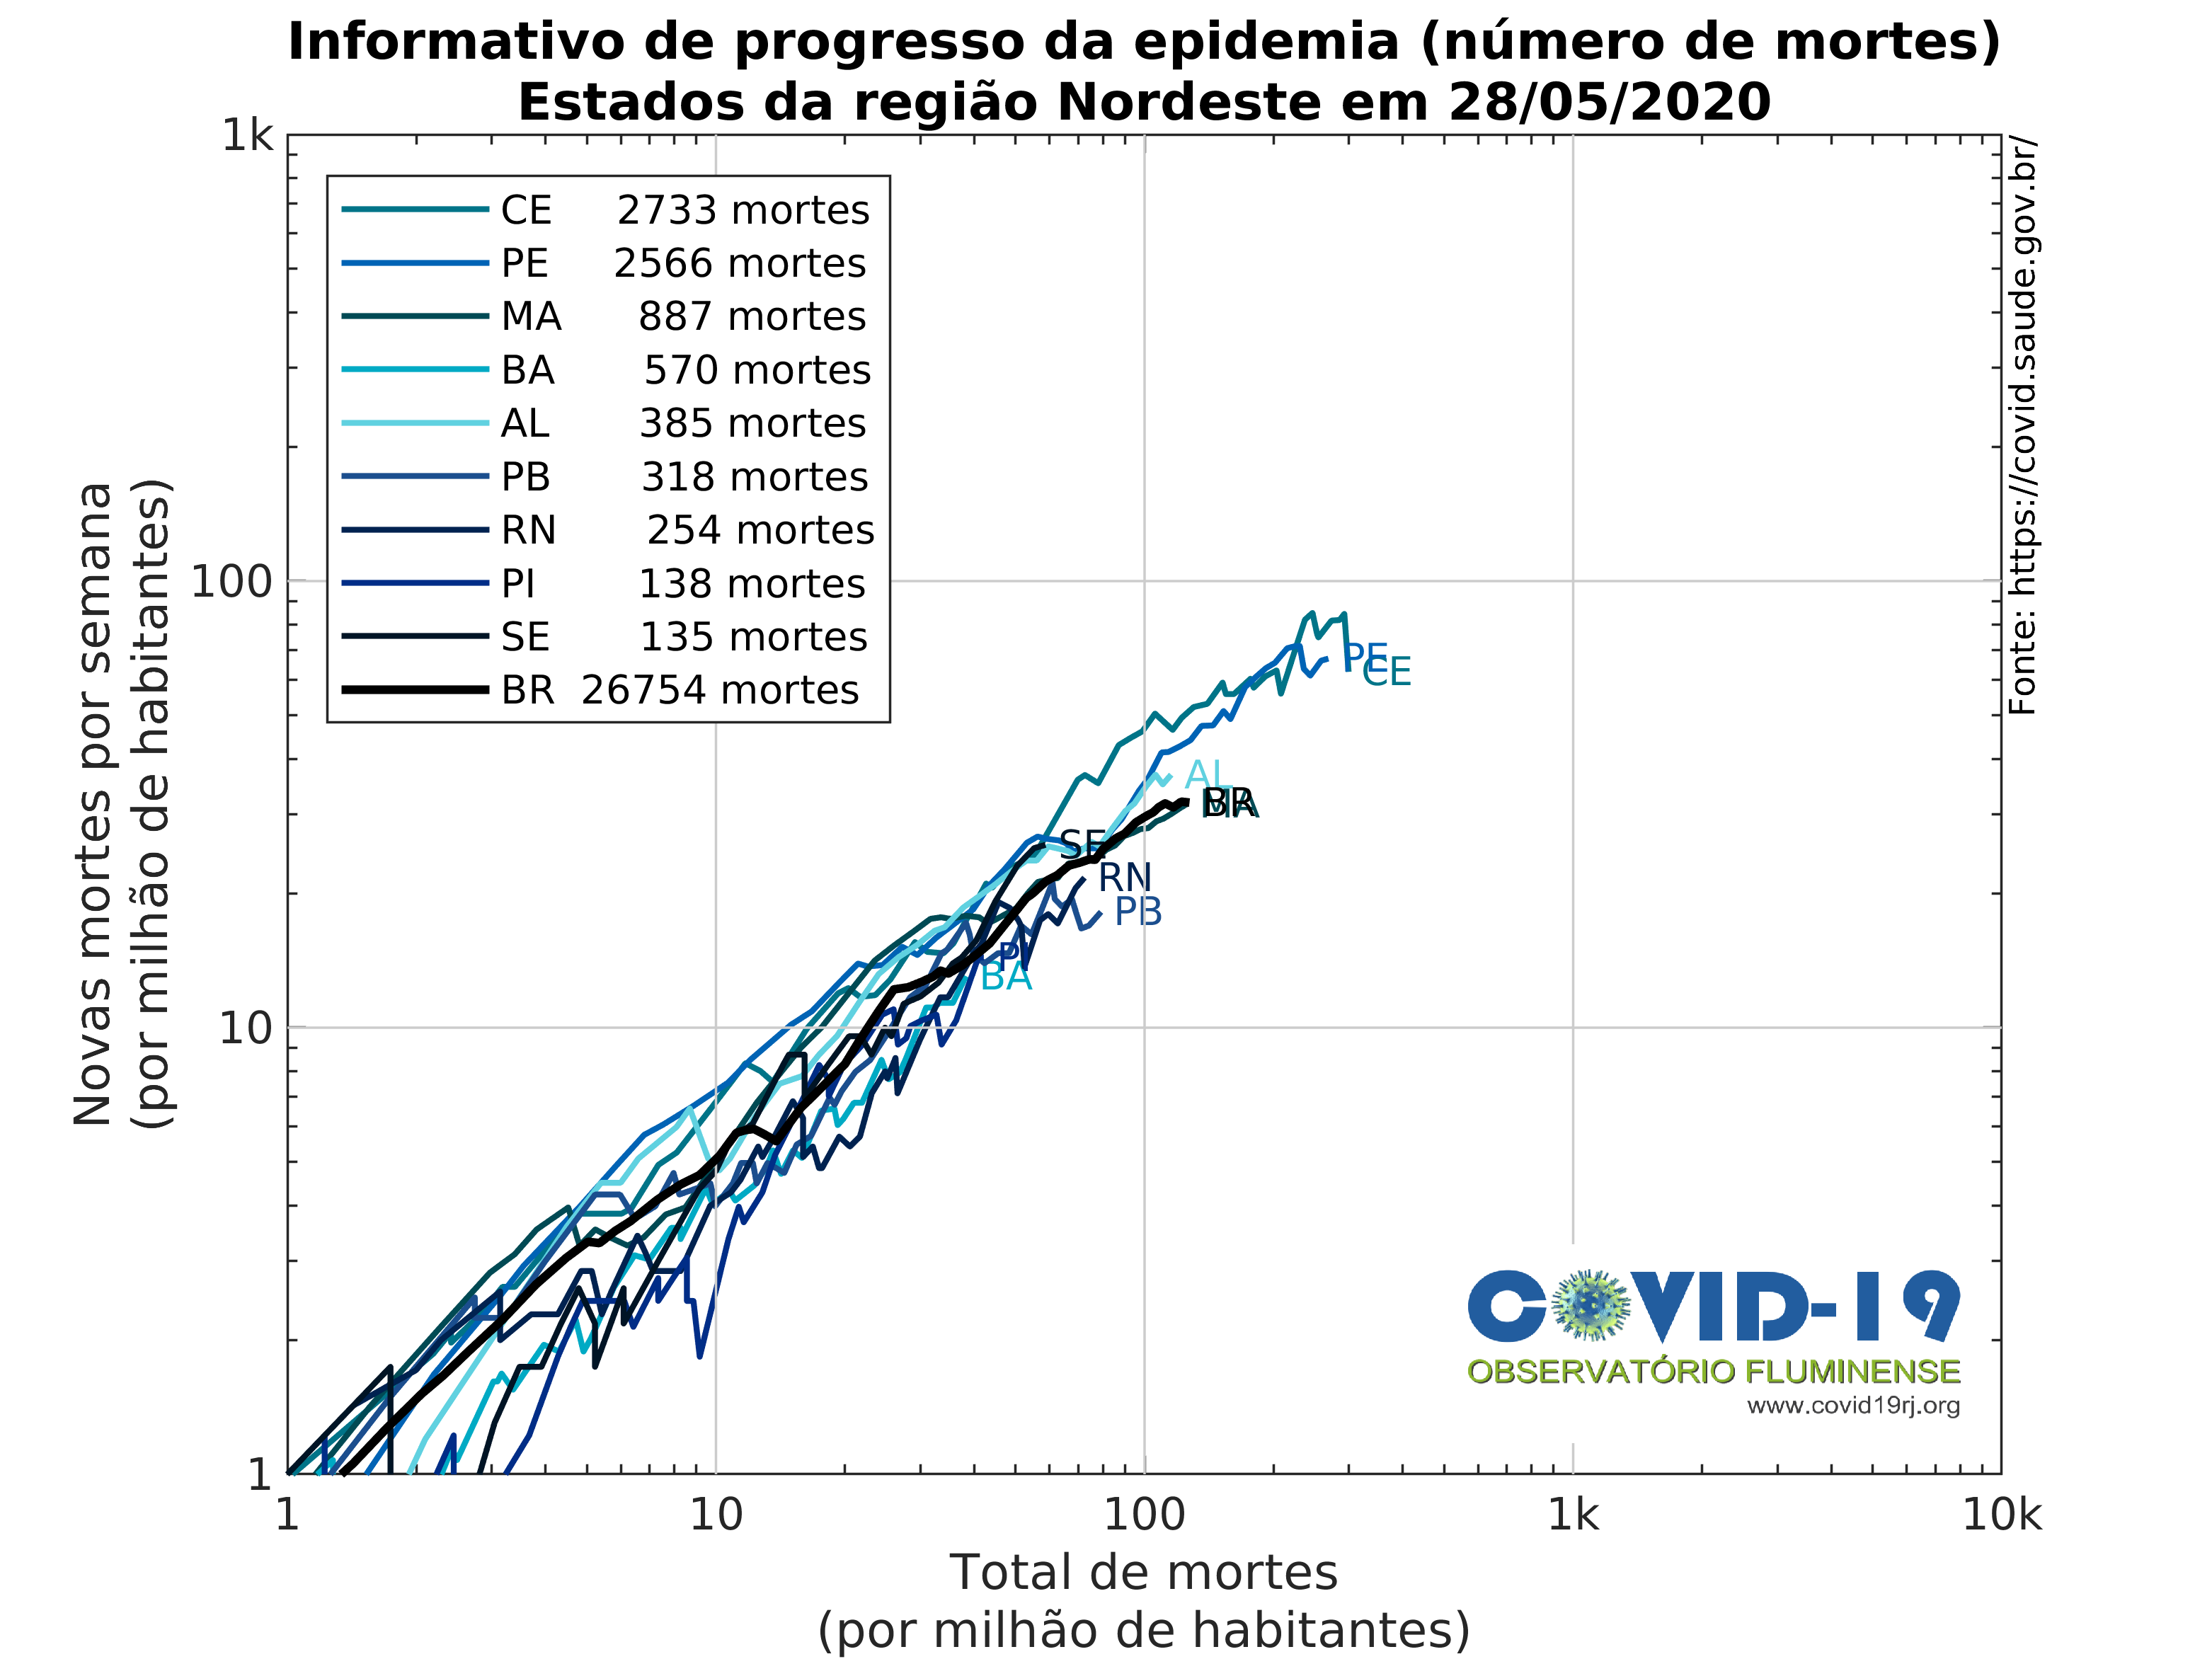 Informativo de progresso da epidemia (número de mortes)
Estados da região Nordeste em 28/05/2020
Novas mortes por semana
(por milhão de habitantes)
1k
100
10
1
CE 2733 mortes
PE 2566 mortes
MA 887 mortes
BA 570 mortes
AL 385 mortes
PB 318 mortes
RN 254 mortes
PI 138 mortes
SE 135 mortes
BR 26754 mortes
PE
CE
AL
BR
MA
SE
RN
PB
PI
BA
Fonte: https://covid.saude.gov.br/
COVID-19
OBSERVATÓRIO FLUMINENSE
www.covid19rj.org
1
10
100
1k
10k
Total de mortes
(por milhão de habitantes)